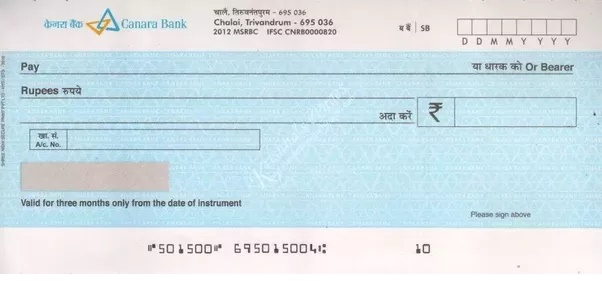 केनरा बैंक Canara Bank
चालै, तिरुवनंतपुरम - 695 036
Chalai, Trivandrum - 695 036
2012 MSRBC IFSC CNRB0000820
ब बैं | SB
D D M M Y Y Y Y
Pay या धारक को Or Bearer
Rupees रुपये
अदा करें ₹
खा. सं.
A/c. No.
Valid for three months only from the date of instrument
Please sign above
⑈501500⑈ 695015004⑆ 10